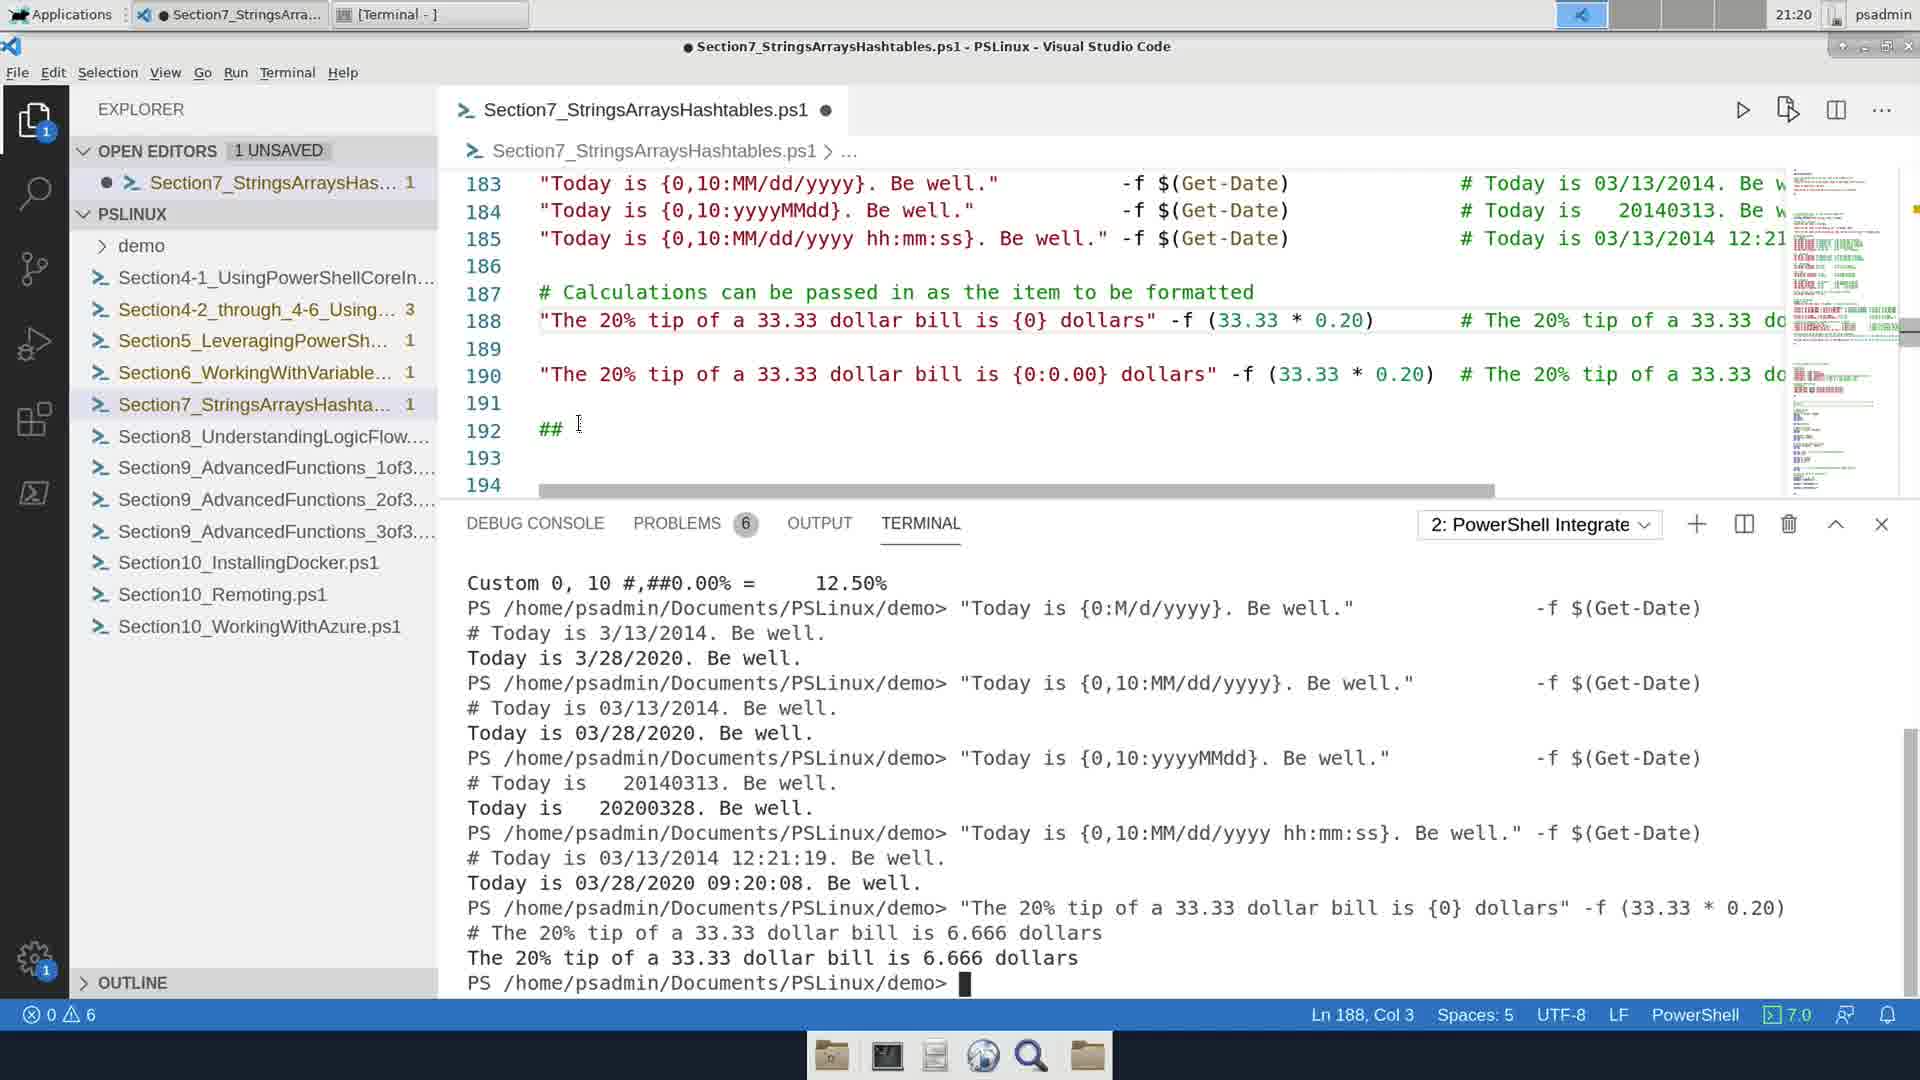 Applications
● Section7_StringsArra...
[Terminal - ]
21:20
psadmin
● Section7_StringsArraysHashtables.ps1 - PSLinux - Visual Studio Code
File Edit Selection View Go Run Terminal Help
EXPLORER
OPEN EDITORS 1 UNSAVED
● Section7_StringsArraysHas... 1
PSLINUX
demo
Section4-1_UsingPowerShellCoreIn...
Section4-2_through_4-6_Using... 3
Section5_LeveragingPowerSh... 1
Section6_WorkingWithVariable... 1
Section7_StringsArraysHashta... 1
Section8_UnderstandingLogicFlow....
Section9_AdvancedFunctions_1of3....
Section9_AdvancedFunctions_2of3....
Section9_AdvancedFunctions_3of3....
Section10_InstallingDocker.ps1
Section10_Remoting.ps1
Section10_WorkingWithAzure.ps1
OUTLINE
Section7_StringsArraysHashtables.ps1 ●
Section7_StringsArraysHashtables.ps1 > ...
183 "Today is {0,10:MM/dd/yyyy}. Be well." -f $(Get-Date) # Today is 03/13/2014. Be w
184 "Today is {0,10:yyyyMMdd}. Be well." -f $(Get-Date) # Today is   20140313. Be w
185 "Today is {0,10:MM/dd/yyyy hh:mm:ss}. Be well." -f $(Get-Date) # Today is 03/13/2014 12:21
186
187 # Calculations can be passed in as the item to be formatted
188 "The 20% tip of a 33.33 dollar bill is {0} dollars" -f (33.33 * 0.20) # The 20% tip of a 33.33 do
189
190 "The 20% tip of a 33.33 dollar bill is {0:0.00} dollars" -f (33.33 * 0.20) # The 20% tip of a 33.33 do
191
192 ##
193
194
DEBUG CONSOLE PROBLEMS 6 OUTPUT TERMINAL 2: PowerShell Integrate
Custom 0, 10 #,##0.00% =     12.50%
PS /home/psadmin/Documents/PSLinux/demo> "Today is {0:M/d/yyyy}. Be well." -f $(Get-Date)
# Today is 3/13/2014. Be well.
Today is 3/28/2020. Be well.
PS /home/psadmin/Documents/PSLinux/demo> "Today is {0,10:MM/dd/yyyy}. Be well." -f $(Get-Date)
# Today is 03/13/2014. Be well.
Today is 03/28/2020. Be well.
PS /home/psadmin/Documents/PSLinux/demo> "Today is {0,10:yyyyMMdd}. Be well." -f $(Get-Date)
# Today is   20140313. Be well.
Today is   20200328. Be well.
PS /home/psadmin/Documents/PSLinux/demo> "Today is {0,10:MM/dd/yyyy hh:mm:ss}. Be well." -f $(Get-Date)
# Today is 03/13/2014 12:21:19. Be well.
Today is 03/28/2020 09:20:08. Be well.
PS /home/psadmin/Documents/PSLinux/demo> "The 20% tip of a 33.33 dollar bill is {0} dollars" -f (33.33 * 0.20)
# The 20% tip of a 33.33 dollar bill is 6.666 dollars
The 20% tip of a 33.33 dollar bill is 6.666 dollars
PS /home/psadmin/Documents/PSLinux/demo>
0 6 Ln 188, Col 3 Spaces: 5 UTF-8 LF PowerShell 7.0